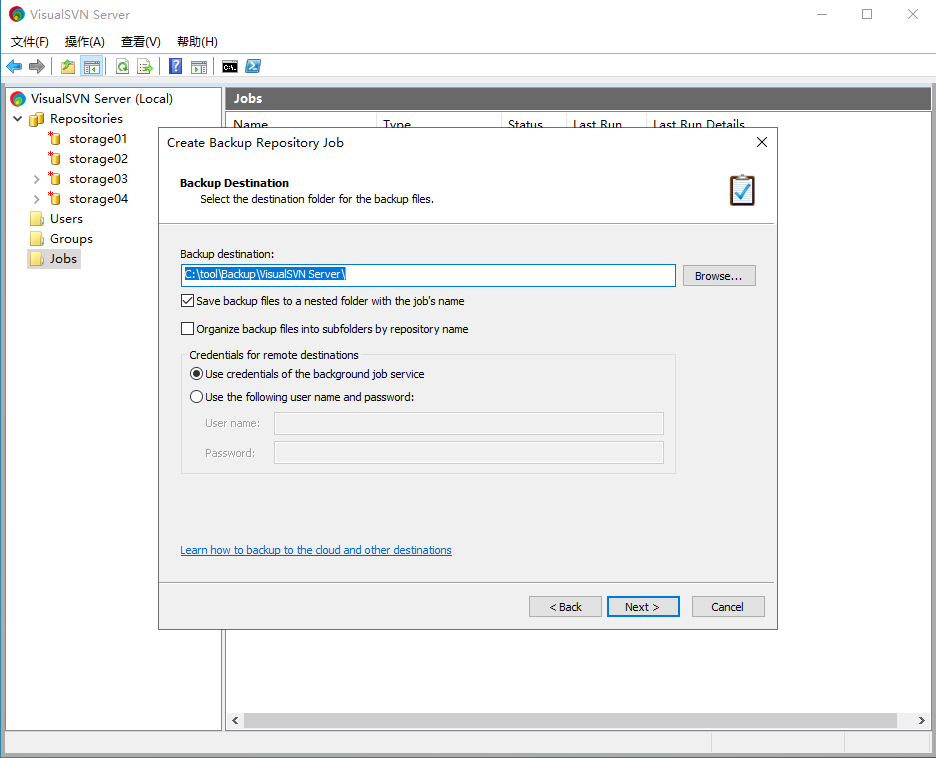 VisualSVN Server
文件(F) 操作(A) 查看(V) 帮助(H)
VisualSVN Server (Local)
Repositories
storage01
storage02
storage03
storage04
Users
Groups
Jobs
Jobs
Name Type Status Last Run Last Run Details
Create Backup Repository Job
Backup Destination
Select the destination folder for the backup files.
Backup destination:
C:\tool\Backup\VisualSVN Server\
Browse...
Save backup files to a nested folder with the job's name
Organize backup files into subfolders by repository name
Credentials for remote destinations
Use credentials of the background job service
Use the following user name and password:
User name:
Password:
Learn how to backup to the cloud and other destinations
< Back Next > Cancel